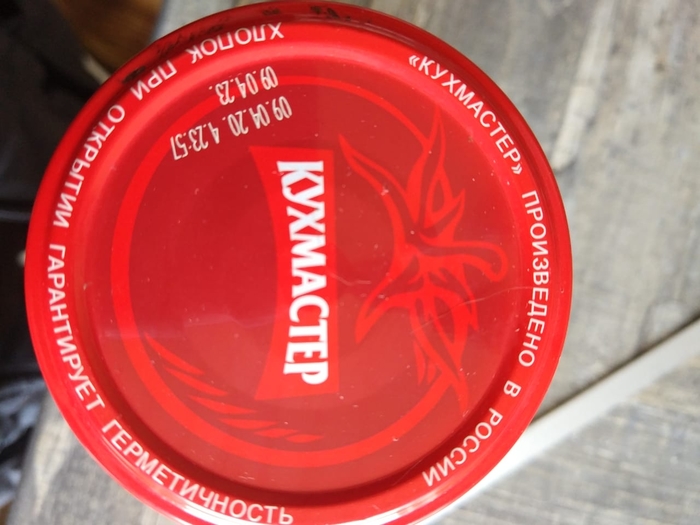 «КУХМАСТЕР» ПРОИЗВЕДЕНО В РОССИИ
ХЛОПОК ПРИ ОТКРЫТИИ ГАРАНТИРУЕТ ГЕРМЕТИЧНОСТЬ
09.04.20. 4.23:57
09.04.23.
КУХМАСТЕР